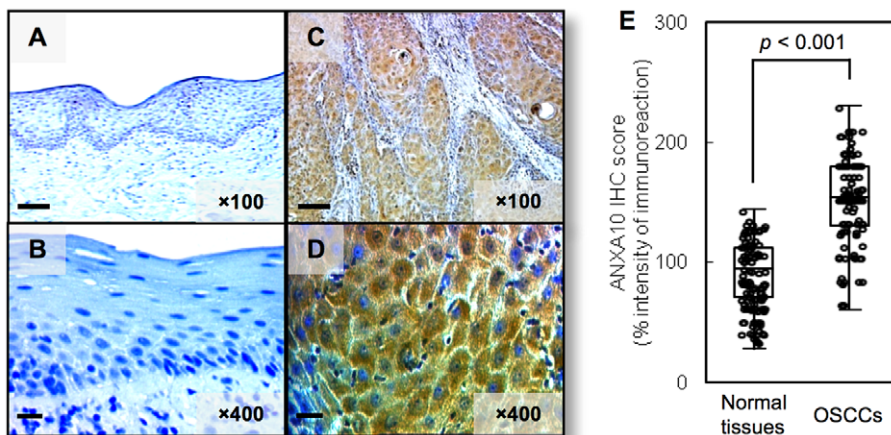 A
×100
B
×400
C
×100
D
×400
E
ANXA10 IHC score
(% intensity of immunoreaction)
300
200
100
0
p < 0.001
Normal
tissues
OSCCs